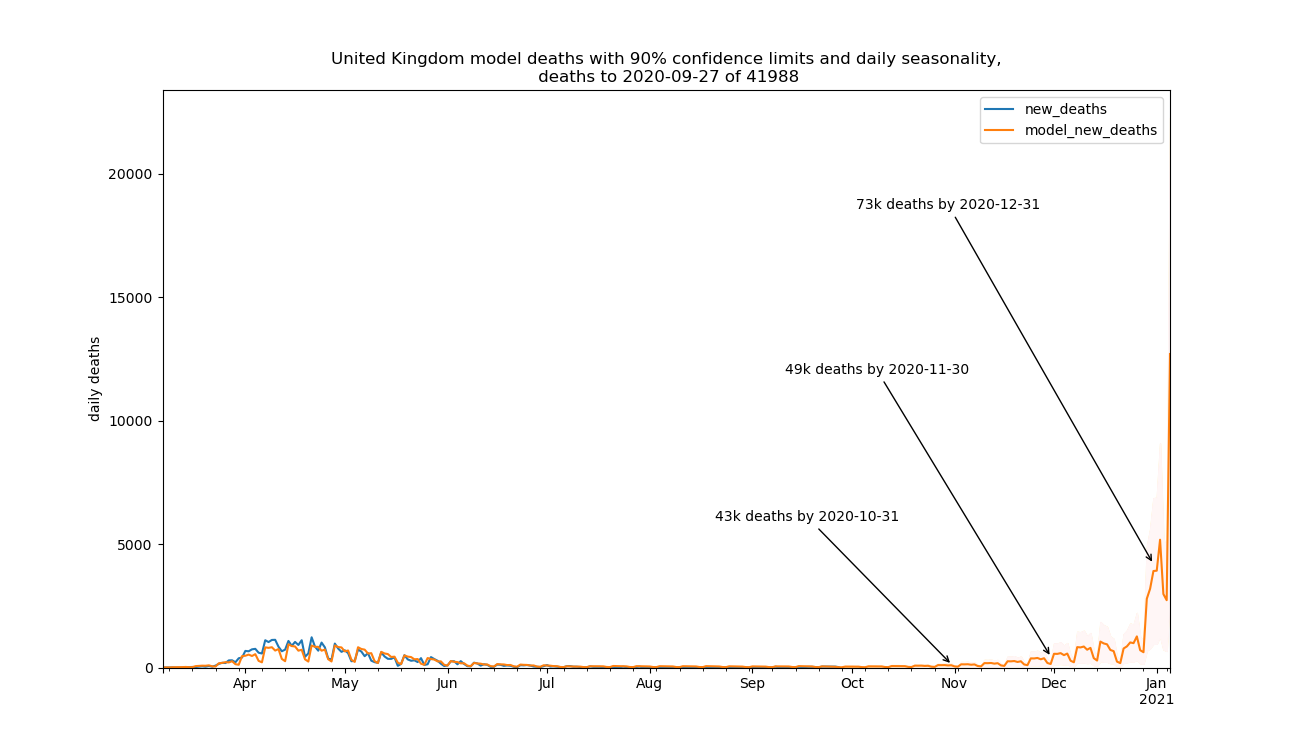 United Kingdom model deaths with 90% confidence limits and daily seasonality,
deaths to 2020-09-27 of 41988
new_deaths
model_new_deaths
20000
15000
10000
5000
0
daily deaths
73k deaths by 2020-12-31
49k deaths by 2020-11-30
43k deaths by 2020-10-31
Apr
May
Jun
Jul
Aug
Sep
Oct
Nov
Dec
Jan
2021